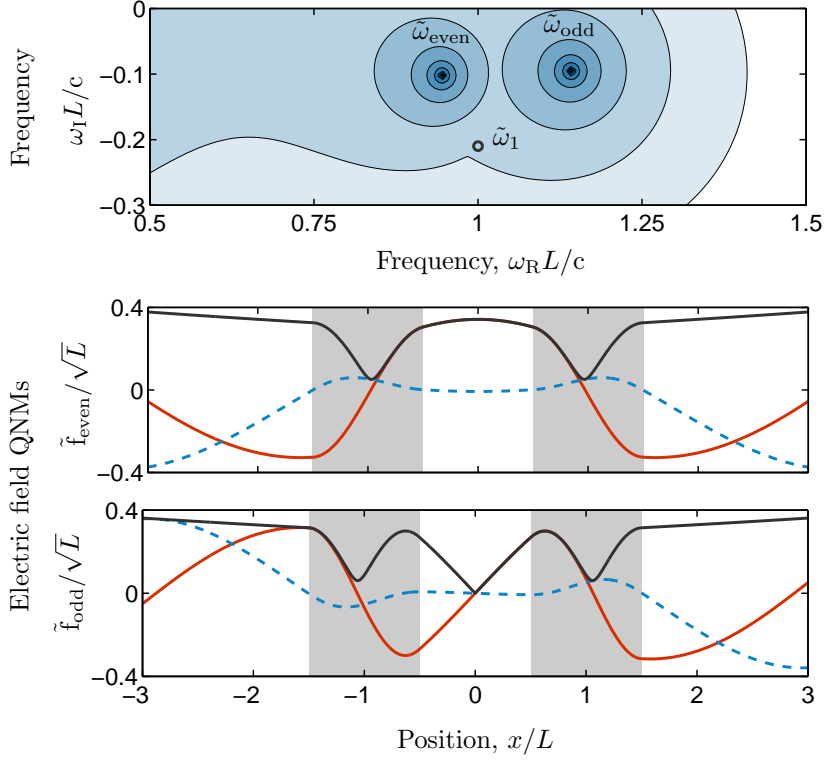 0
−0.1
−0.2
−0.3
Frequency
ω_I L/c
ω̃_even
ω̃_odd
ω̃_1
0.5
0.75
1
1.25
1.5
Frequency, ω_R L/c
0.4
0
−0.4
f̃_even/√L
Electric field QNMs
0.4
0
−0.4
f̃_odd/√L
−3
−2
−1
0
1
2
3
Position, x/L